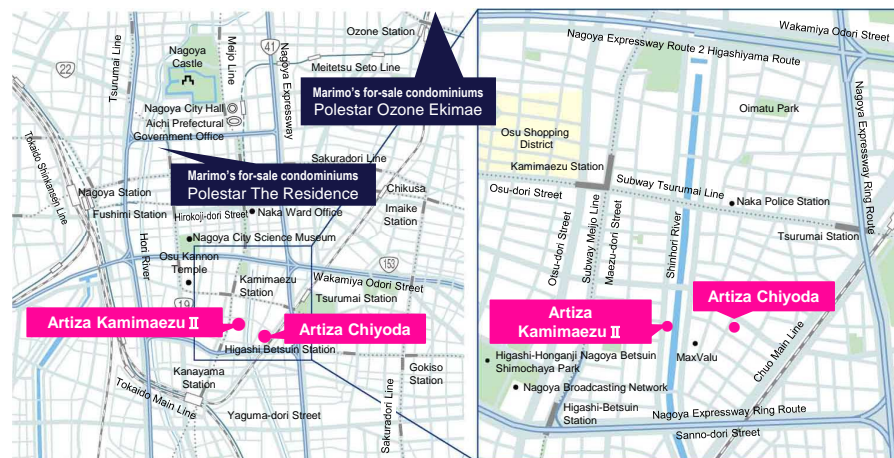 Ozone Station
Meitetsu Seto Line
41
Meijo Line
Nagoya Expressway
Tsurumai Line
22
Nagoya
Castle
Marimo's for-sale condominiums
Polestar Ozone Ekimae
Nagoya City Hall
Aichi Prefectural
Government Office
Tokaido Shinkansen Line
Sakuradori Line
Marimo's for-sale condominiums
Polestar The Residence
Chikusa
Imaike
Station
Nagoya Station
Fushimi Station
Hirokoji-dori Street
Naka Ward Office
Hori River
Nagoya City Science Museum
Osu Kannon
Temple
153
Wakamiya Odori Street
Kamimaezu
Station
Tsurumai Station
19
Artiza Kamimaezu Ⅱ
Artiza Chiyoda
Higashi Betsuin Station
Kanayama
Station
Gokiso
Station
Tokaido Main Line
Yaguma-dori Street
Sakuradori Line
Wakamiya Odori Street
Nagoya Expressway Route 2 Higashiyama Route
Nagoya Expressway Ring Route
Oimatu Park
Osu Shopping
District
Kamimaezu Station
Subway Tsurumai Line
Osu-dori Street
Naka Police Station
Tsurumai Station
Otsu-dori Street
Subway Meijo Line
Maezu-dori Street
Shinhori River
Artiza Chiyoda
Artiza
Kamimaezu Ⅱ
MaxValu
Chuo Main Line
Higashi-Honganji Nagoya Betsuin
Shimochaya Park
Nagoya Broadcasting Network
Higashi-Betsuin
Station
Nagoya Expressway Ring Route
Sanno-dori Street